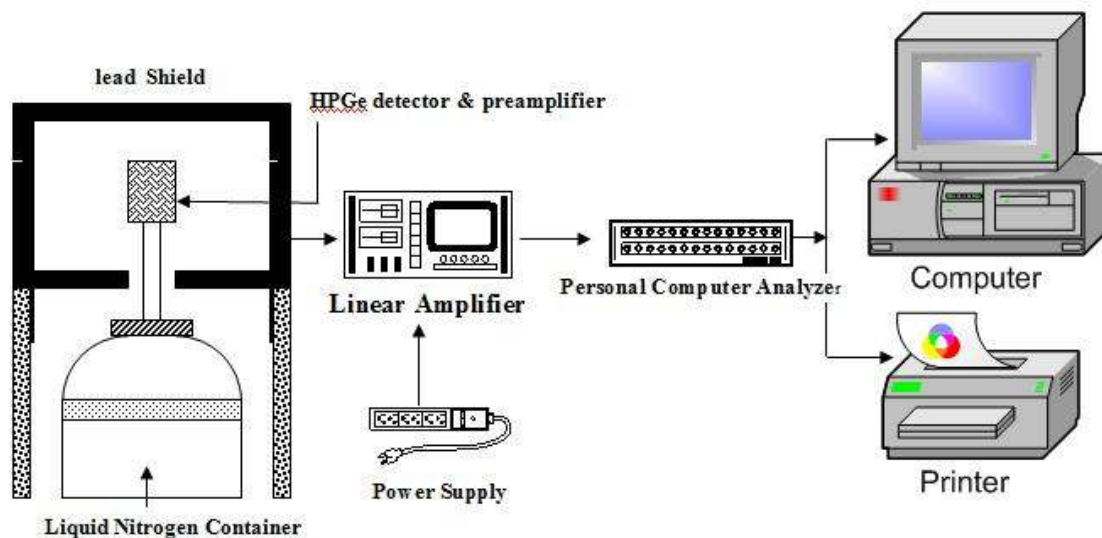 lead Shield
HPGe detector & preamplifier
Linear Amplifier
Personal Computer Analyzer
Computer
Power Supply
Printer
Liquid Nitrogen Container